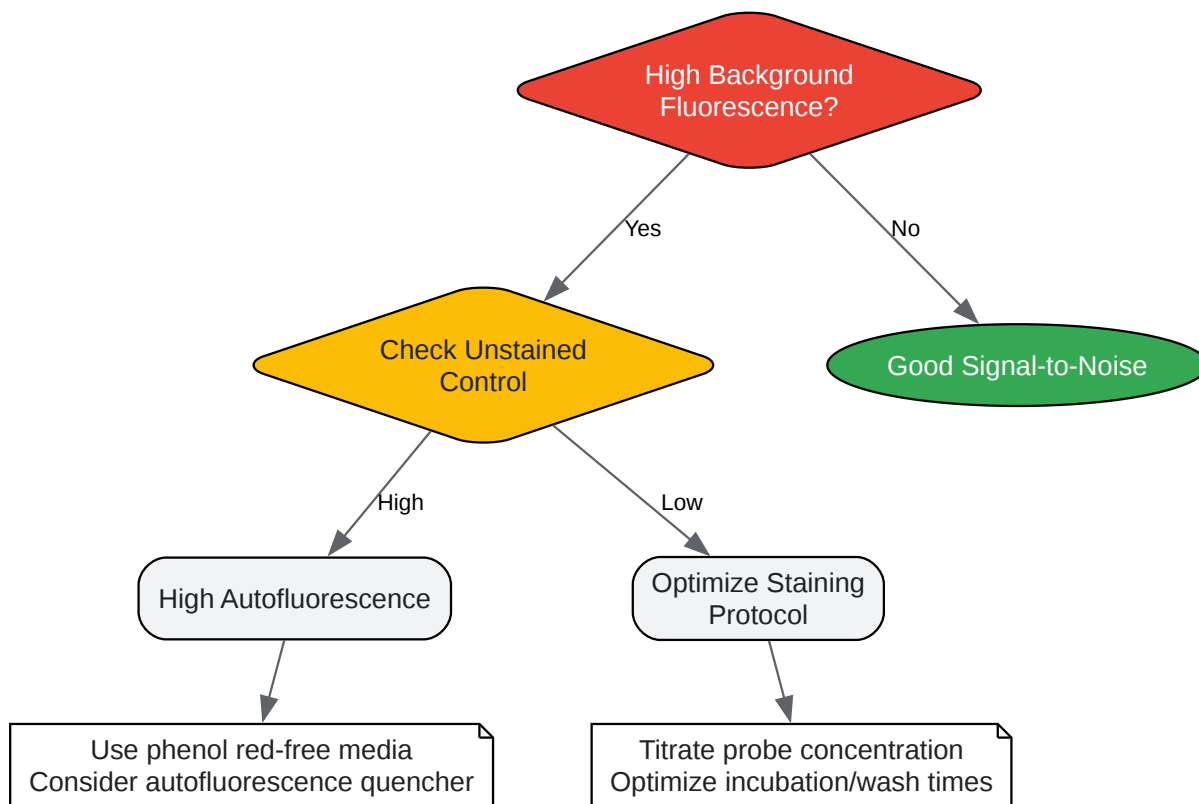 High Background
Fluorescence?
Yes
No
Check Unstained
Control
Good Signal-to-Noise
High
Low
High Autofluorescence
Optimize Staining
Protocol
Use phenol red-free media
Consider autofluorescence quencher
Titrate probe concentration
Optimize incubation/wash times